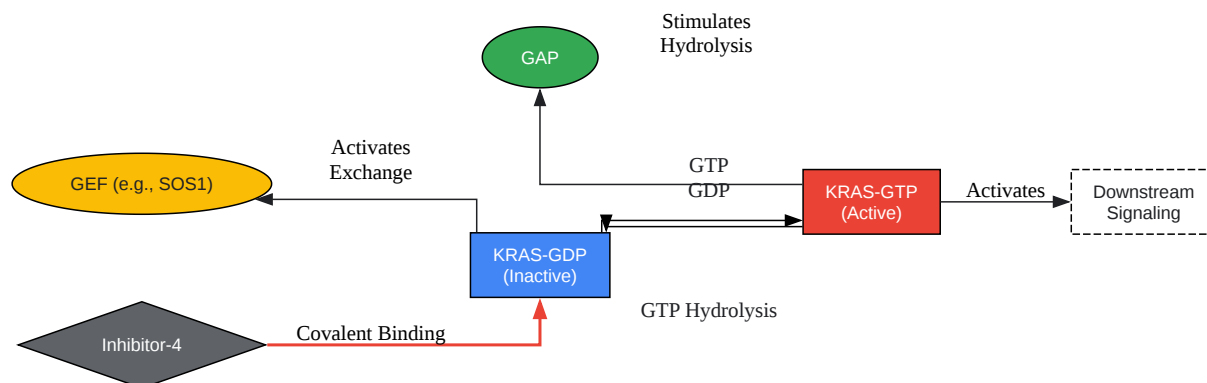 Stimulates
Hydrolysis
GAP
Activates
Exchange
GEF (e.g., SOS1)
GTP
GDP
KRAS-GTP
(Active)
Activates
Downstream
Signaling
KRAS-GDP
(Inactive)
GTP Hydrolysis
Covalent Binding
Inhibitor-4